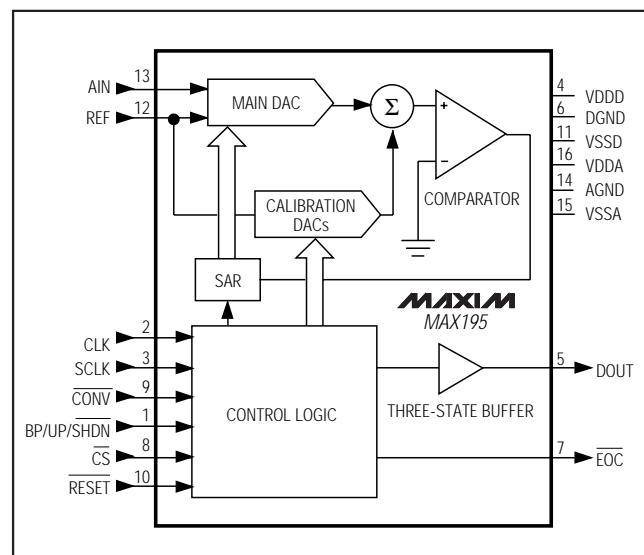 AIN 13
REF 12
MAIN DAC
Σ
+
−
COMPARATOR
CALIBRATION
DACs
SAR
4 VDDD
6 DGND
11 VSSD
16 VDDA
14 AGND
15 VSSA
MAXIM
MAX195
CLK 2
SCLK 3
CONV 9
BP/UP/SHDN 1
CS 8
RESET 10
CONTROL LOGIC
THREE-STATE BUFFER
5 DOUT
7 EOC